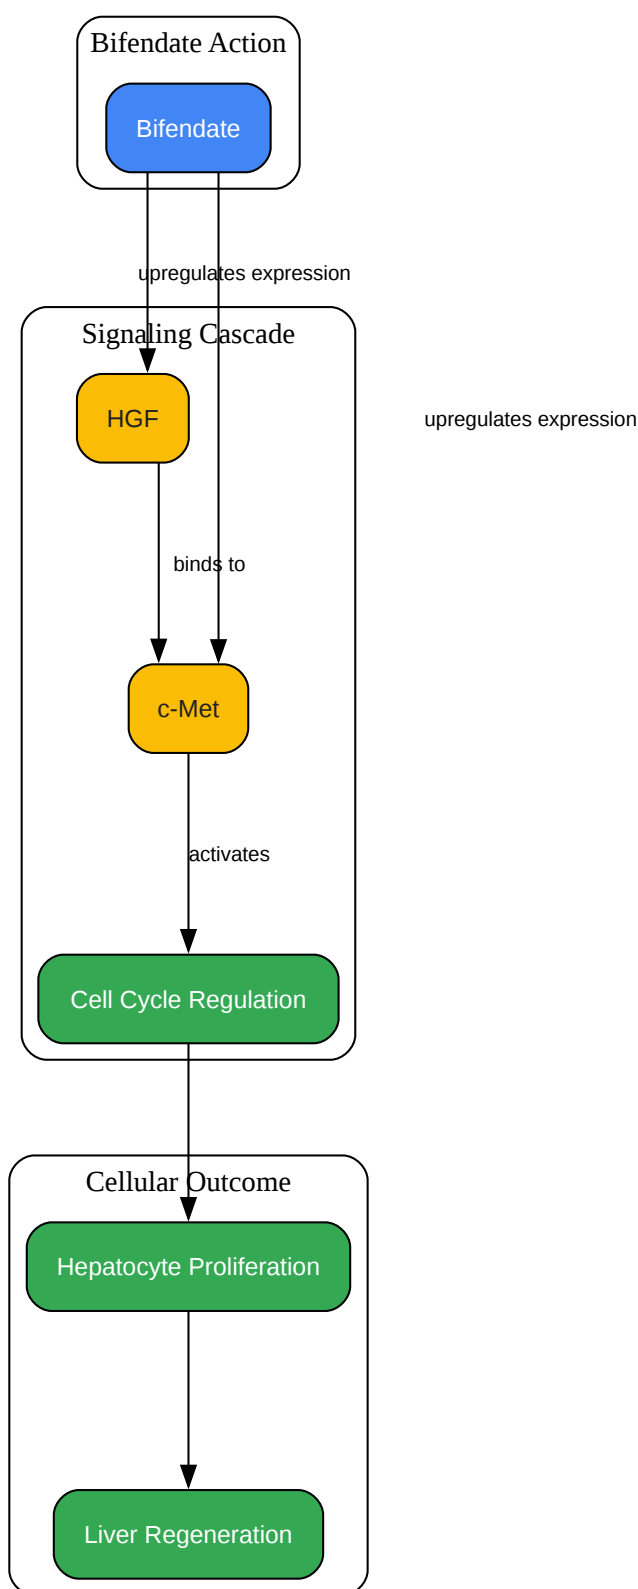 Bifendate Action
Bifendate
upregulates expression
Signaling Cascade
HGF
upregulates expression
binds to
c-Met
activates
Cell Cycle Regulation
Cellular Outcome
Hepatocyte Proliferation
Liver Regeneration